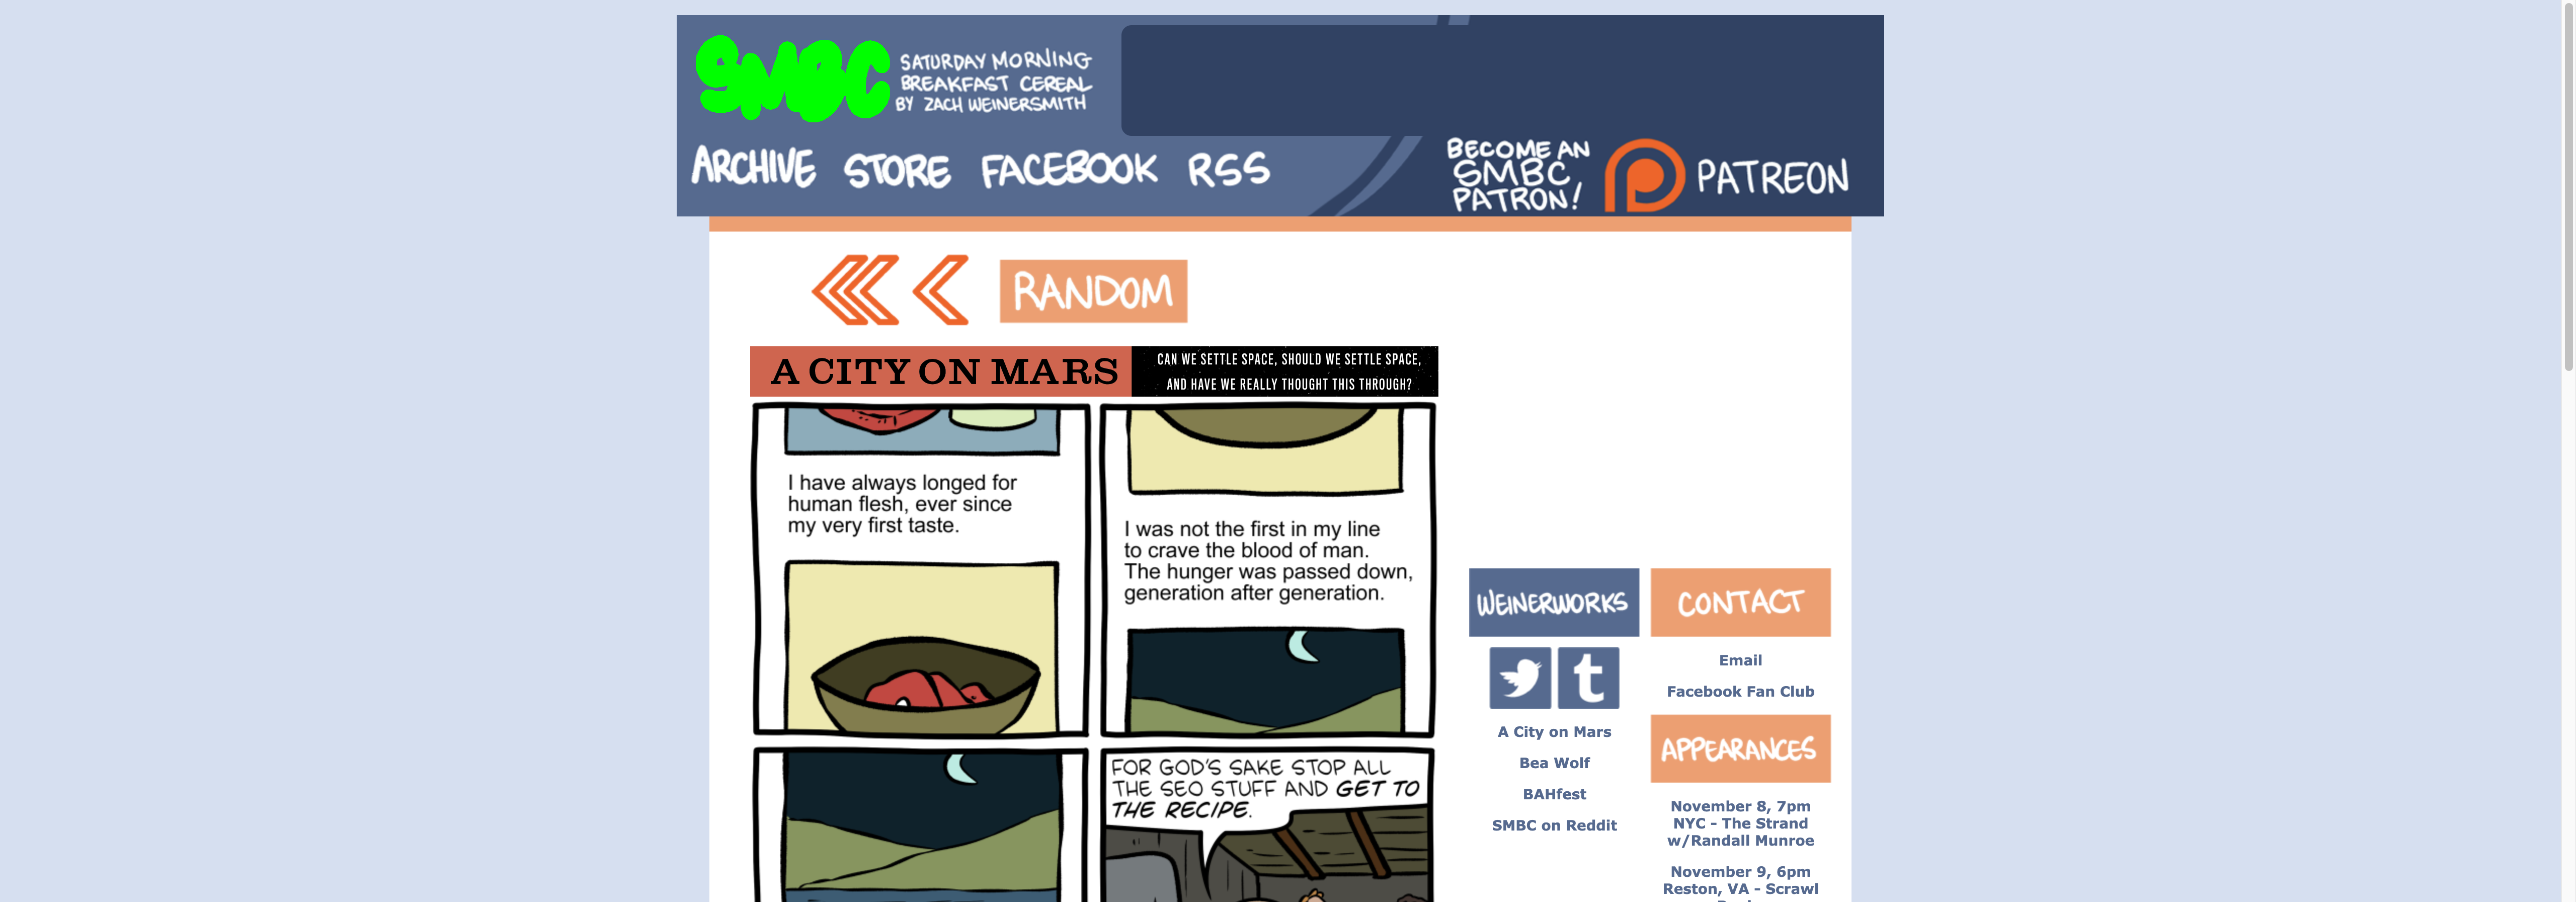 SMBC
SATURDAY MORNING
BREAKFAST CEREAL
BY ZACH WEINERSMITH
ARCHIVE STORE FACEBOOK RSS
BECOME AN
SMBC
PATRON!
PATREON
RANDOM
A CITY ON MARS
CAN WE SETTLE SPACE, SHOULD WE SETTLE SPACE,
AND HAVE WE REALLY THOUGHT THIS THROUGH?
I have always longed for
human flesh, ever since
my very first taste.
I was not the first in my line
to crave the blood of man.
The hunger was passed down,
generation after generation.
FOR GOD'S SAKE STOP ALL
THE SEO STUFF AND GET TO
THE RECIPE.
WEINERWORKS
A City on Mars
Bea Wolf
BAHfest
SMBC on Reddit
CONTACT
Email
Facebook Fan Club
APPEARANCES
November 8, 7pm
NYC - The Strand
w/Randall Munroe
November 9, 6pm
Reston, VA - Scrawl